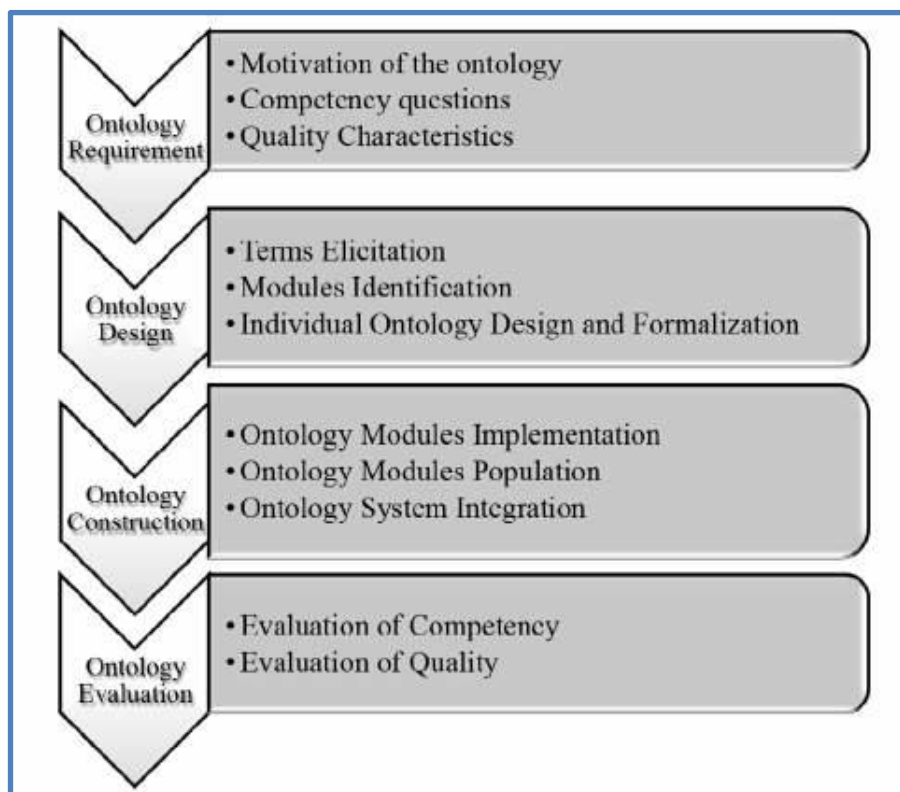 Ontology
Requirement
• Motivation of the ontology
• Competency questions
• Quality Characteristics
Ontology
Design
• Terms Elicitation
• Modules Identification
• Individual Ontology Design and Formalization
Ontology
Construction
• Ontology Modules Implementation
• Ontology Modules Population
• Ontology System Integration
Ontology
Evaluation
• Evaluation of Competency
• Evaluation of Quality